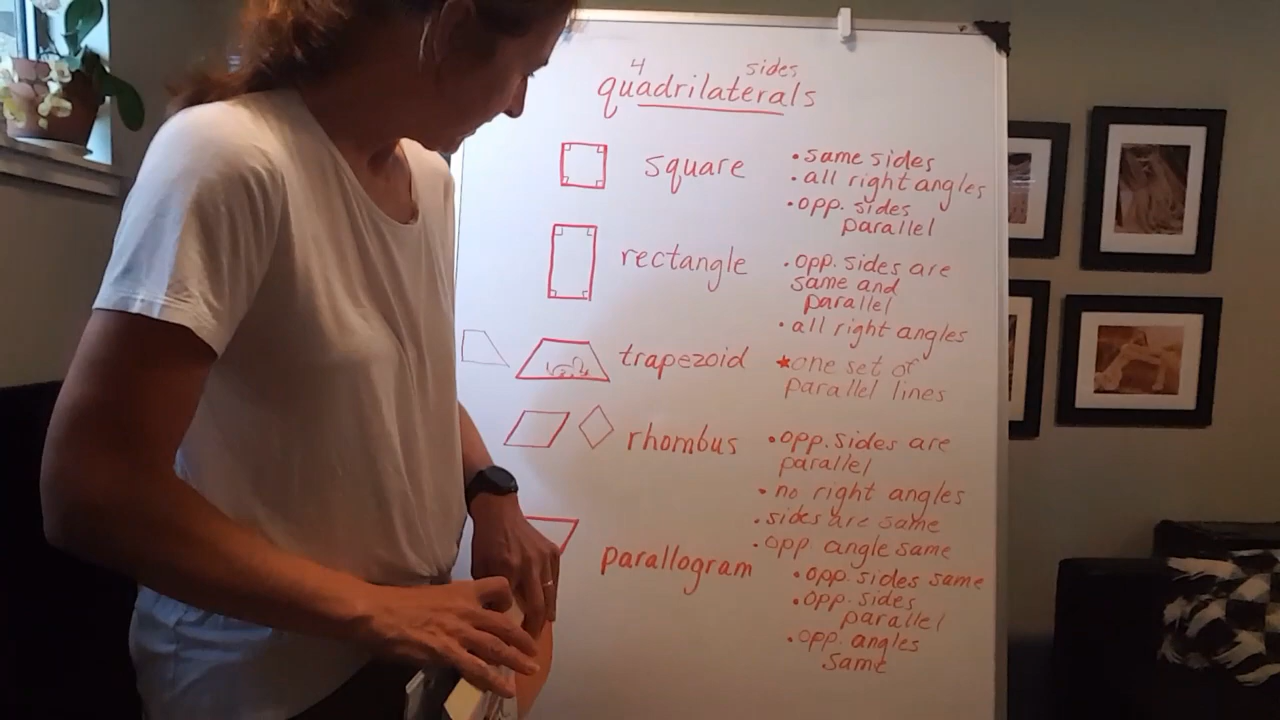 4 sides
quadrilaterals
square
• same sides
• all right angles
• opp. sides
parallel
rectangle
• opp. sides are
same and
parallel
• all right angles
trapezoid
* one set of
parallel lines
rhombus
• opp. sides are
parallel
• no right angles
• sides are same
• opp. angle same
parallogram
• opp. sides same
• opp. sides
parallel
• opp. angles
same